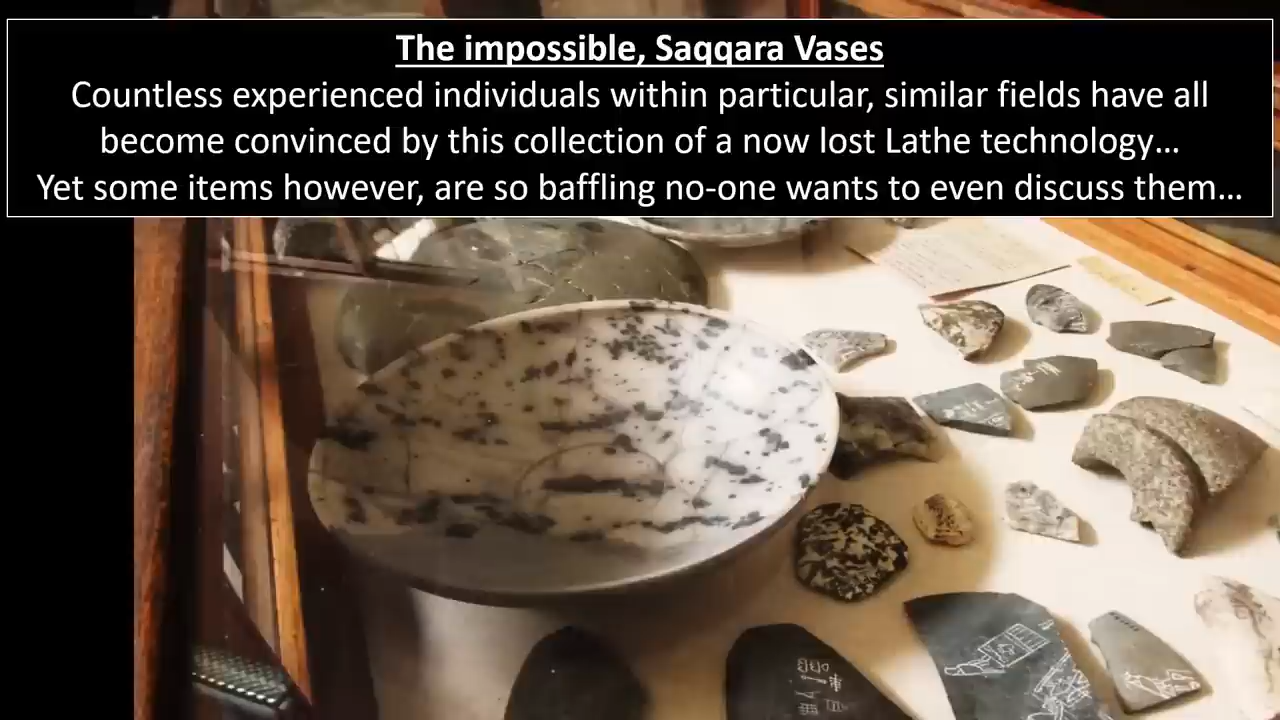 The impossible, Saqqara Vases
Countless experienced individuals within particular, similar fields have all
become convinced by this collection of a now lost Lathe technology…
Yet some items however, are so baffling no-one wants to even discuss them…